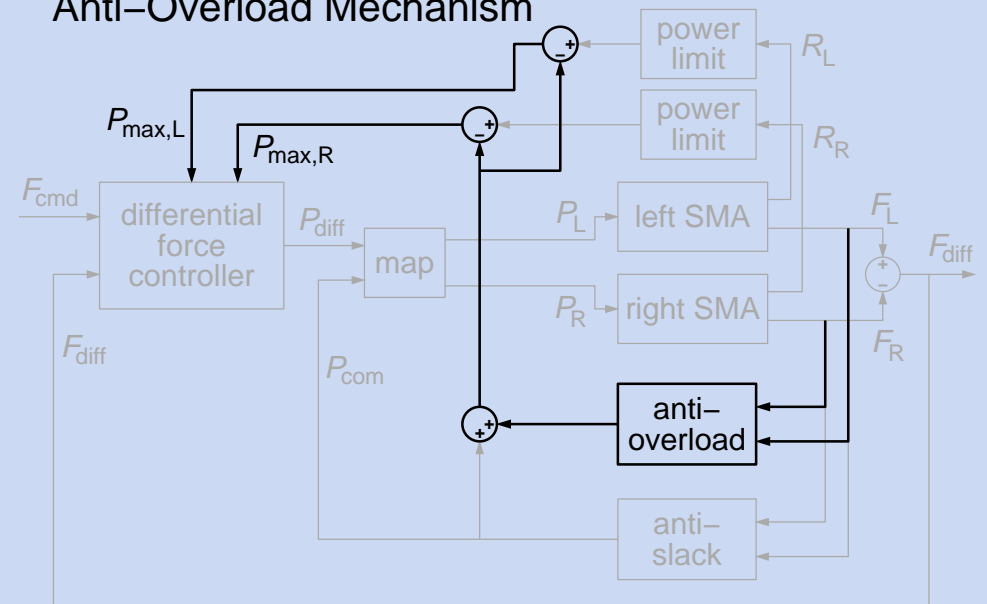 Anti−Overload Mechanism
power
limit
R_L
P_max,L
power
limit
P_max,R
R_R
F_cmd
differential
force
controller
P_diff
map
P_L
left SMA
F_L
F_diff
P_R
right SMA
F_R
F_diff
P_com
anti−
overload
anti−
slack
+
−
+
−
+
−
+
+